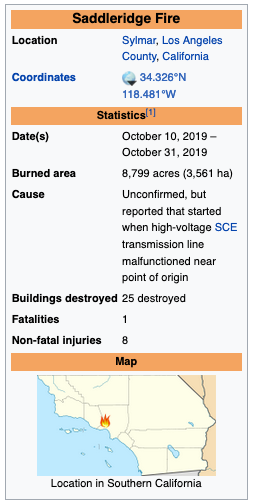 Saddleridge Fire
Location Sylmar, Los Angeles
County, California
Coordinates 34.326°N
118.481°W
Statistics[1]
Date(s) October 10, 2019 –
October 31, 2019
Burned area 8,799 acres (3,561 ha)
Cause Unconfirmed, but
reported that started
when high-voltage SCE
transmission line
malfunctioned near
point of origin
Buildings destroyed 25 destroyed
Fatalities 1
Non-fatal injuries 8
Map
Location in Southern California